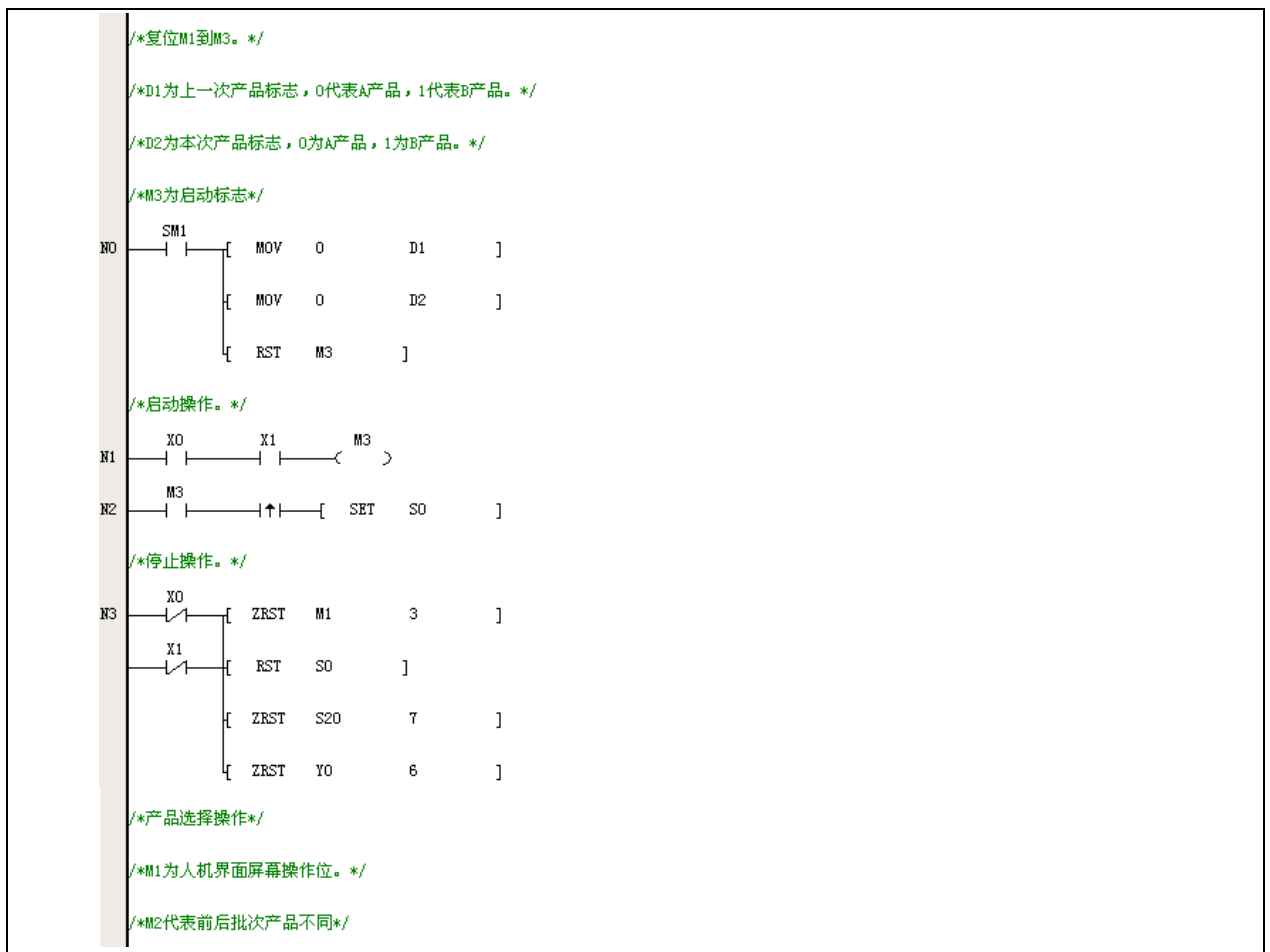 /*复位M1到M3。*/
/*D1为上一次产品标志，0代表A产品，1代表B产品。*/
/*D2为本次产品标志，0为A产品，1为B产品。*/
/*M3为启动标志*/
SM1
N0 [ MOV 0 D1 ]
[ MOV 0 D2 ]
[ RST M3 ]
/*启动操作。*/
X0 X1 M3
N1 ( )
M3
N2 [ SET S0 ]
/*停止操作。*/
X0
N3 [ ZRST M1 3 ]
X1
[ RST S0 ]
[ ZRST S20 7 ]
[ ZRST Y0 6 ]
/*产品选择操作*/
/*M1为人机界面屏幕操作位。*/
/*M2代表前后批次产品不同*/